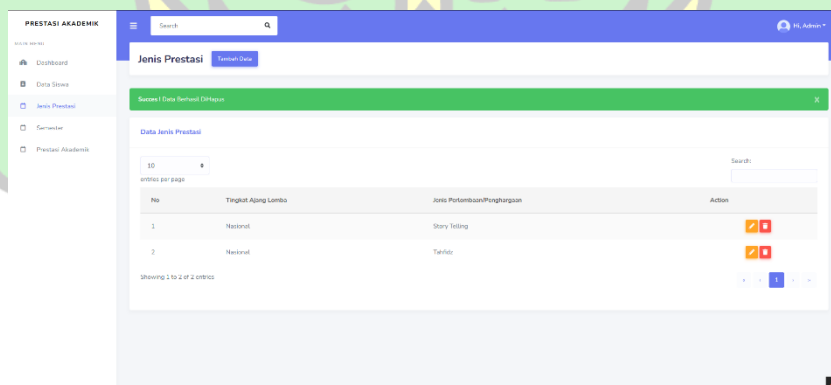 PRESTASI AKADEMIK
Search
Hi, Admin
Dashboard
Data Siswa
Jenis Prestasi
Semester
Prestasi Akademik
Jenis Prestasi
Tambah Data
Succes! Data Berhasil DiHapus
X
Data Jenis Prestasi
10
entries per page
Search:
No Tingkat Ajang Lomba Jenis Perlombaan/Penghargaan Action
1 Nasional Story Telling
2 Nasional Tahfidz
Showing 1 to 2 of 2 entries
« ‹ 1 › »